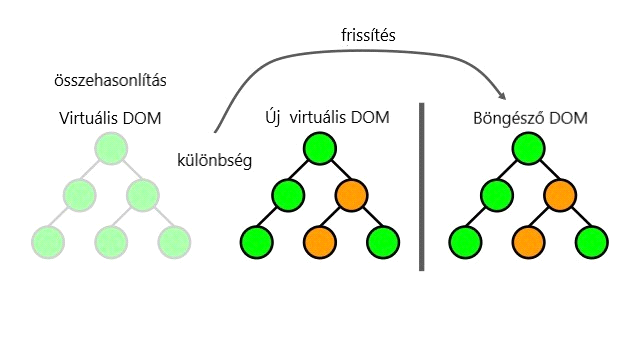 frissítés
összehasonlítás
Virtuális DOM
különbség
Új virtuális DOM
Böngésző DOM